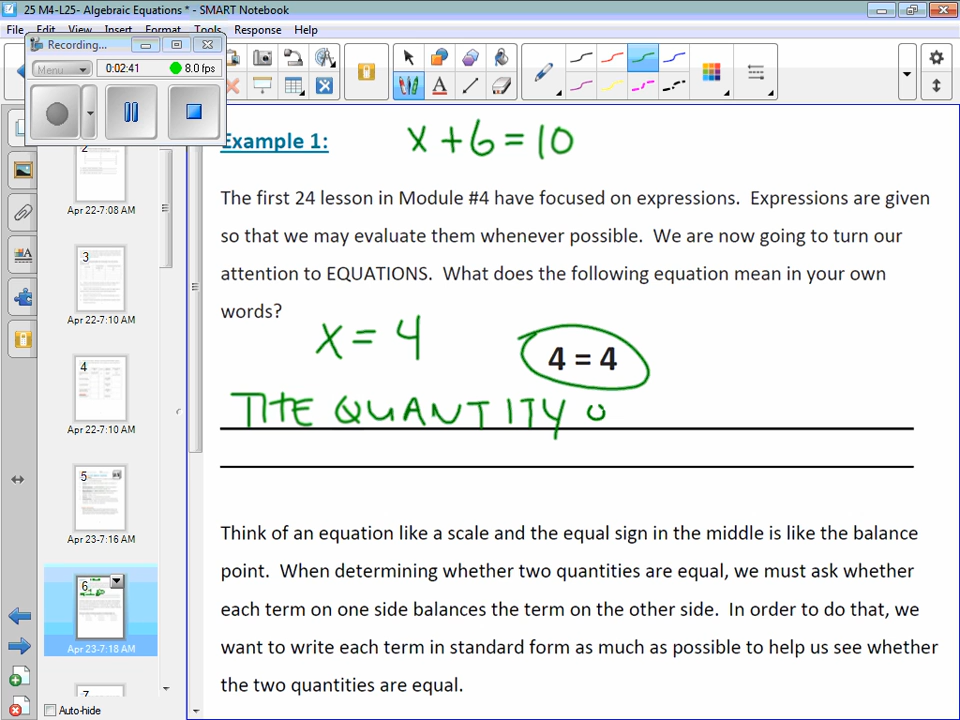 25 M4-L25- Algebraic Equations * - SMART Notebook
File Edit View Insert Format Tools Response Help
Recording...
Menu 0:02:41 8.0 fps
Example 1: x + 6 = 10
The first 24 lesson in Module #4 have focused on expressions. Expressions are given
so that we may evaluate them whenever possible. We are now going to turn our
attention to EQUATIONS. What does the following equation mean in your own
words?
x = 4
4 = 4
THE QUANTITY o
Think of an equation like a scale and the equal sign in the middle is like the balance
point. When determining whether two quantities are equal, we must ask whether
each term on one side balances the term on the other side. In order to do that, we
want to write each term in standard form as much as possible to help us see whether
the two quantities are equal.
2
Apr 22-7:08 AM
3
Apr 22-7:10 AM
4
Apr 22-7:10 AM
5
Apr 23-7:16 AM
6
Apr 23-7:18 AM
7
Auto-hide